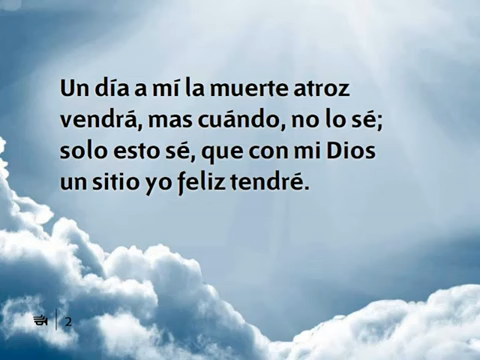 Un día a mí la muerte atroz
vendrá, mas cuándo, no lo sé;
solo esto sé, que con mi Dios
un sitio yo feliz tendré.
2